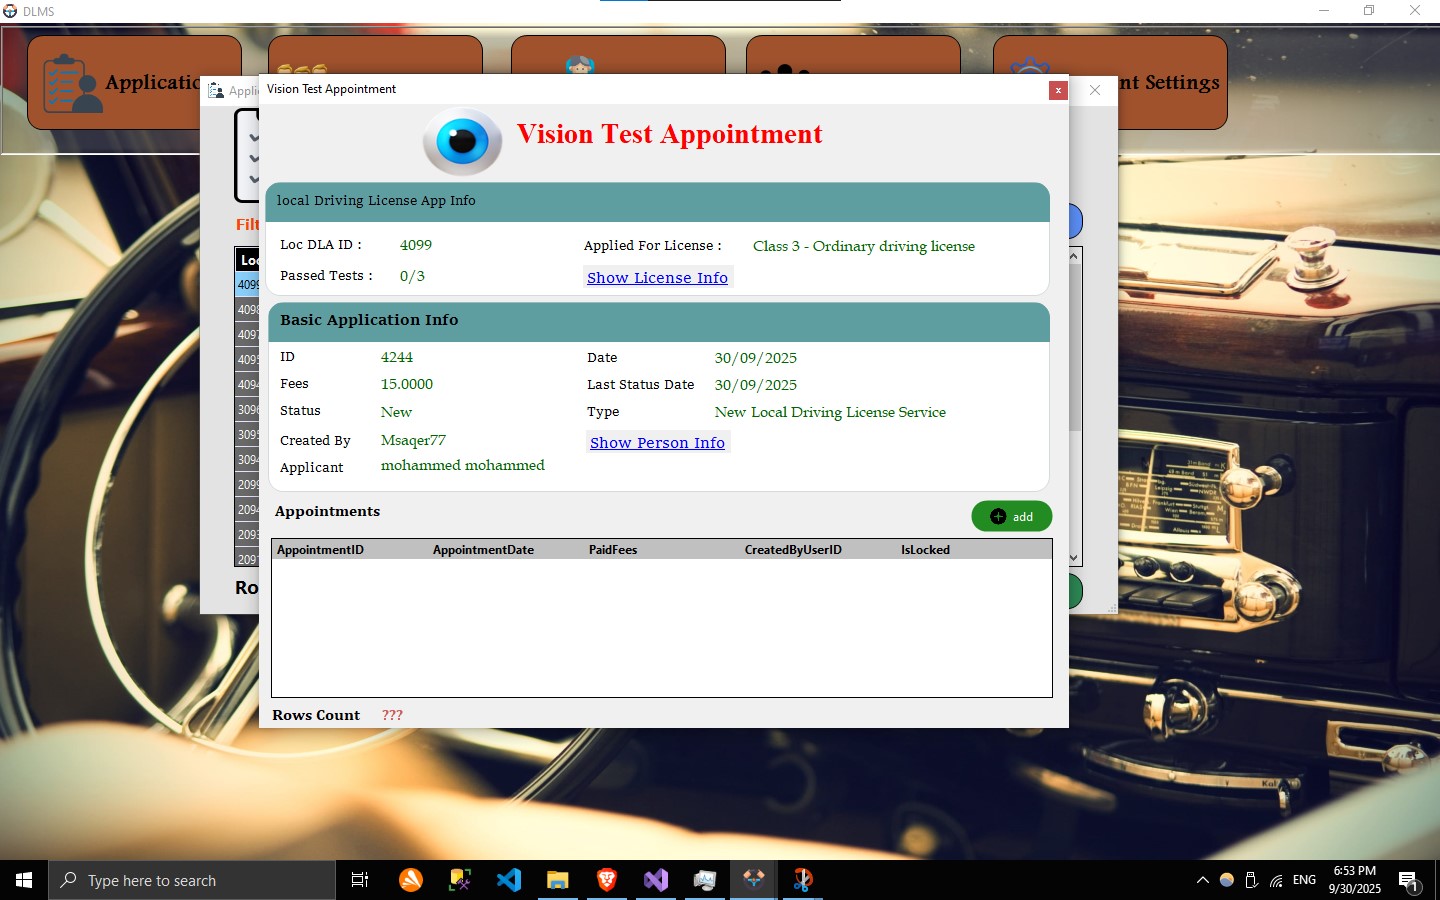 DLMS
Applicatic
nt Settings
Appli
Vision Test Appointment
x
Vision Test Appointment
local Driving License App Info
Loc DLA ID :
4099
Applied For License :
Class 3 - Ordinary driving license
Passed Tests :
0/3
Show License Info
Filt
Loc
4099
4098
4097
4095
4094
3096
3095
3094
2095
2094
2093
2091
Ro
Basic Application Info
ID
4244
Date
30/09/2025
Fees
15.0000
Last Status Date
30/09/2025
Status
New
Type
New Local Driving License Service
Created By
Msaqer77
Show Person Info
Applicant
mohammed mohammed
Appointments
add
AppointmentID
AppointmentDate
PaidFees
CreatedByUserID
IsLocked
Rows Count
???
Type here to search
ENG
6:53 PM
9/30/2025
1